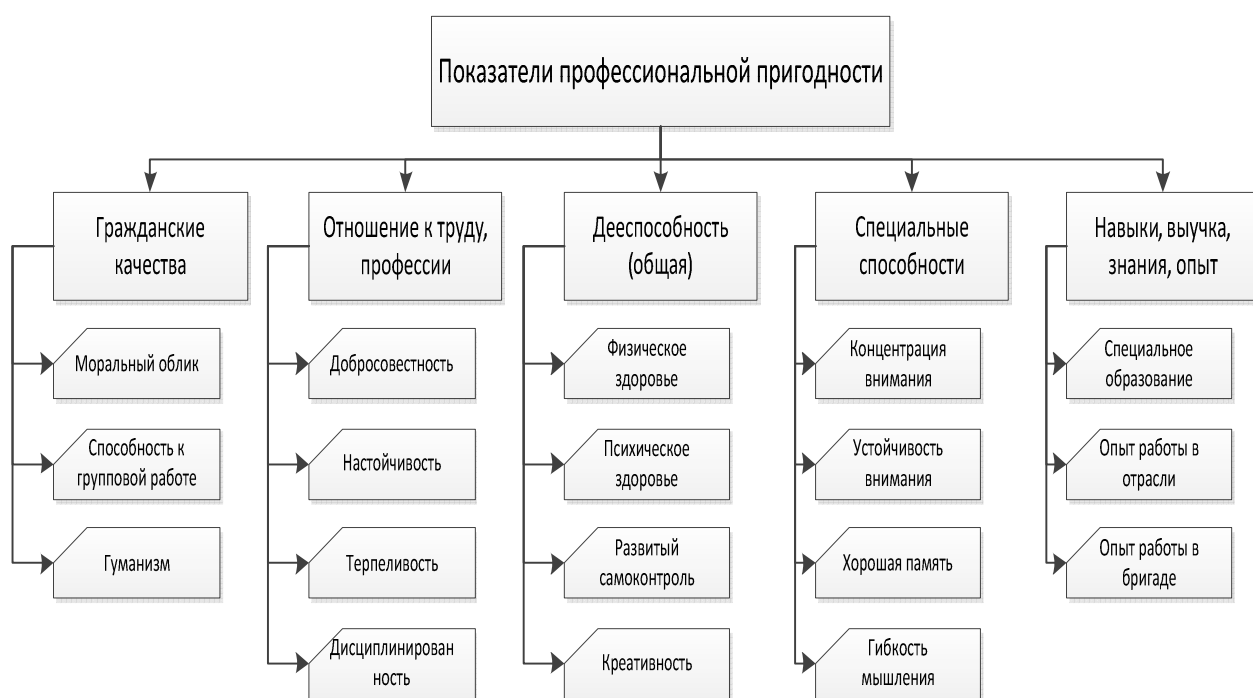 Показатели профессиональной пригодности
Гражданские
качества
Отношение к труду,
профессии
Дееспособность
(общая)
Специальные
способности
Навыки, выучка,
знания, опыт
Моральный облик
Способность к
групповой работе
Гуманизм
Добросовестность
Настойчивость
Терпеливость
Дисциплинирован
ность
Физическое
здоровье
Психическое
здоровье
Развитый
самоконтроль
Креативность
Концентрация
внимания
Устойчивость
внимания
Хорошая память
Гибкость
мышления
Специальное
образование
Опыт работы в
отрасли
Опыт работы в
бригаде